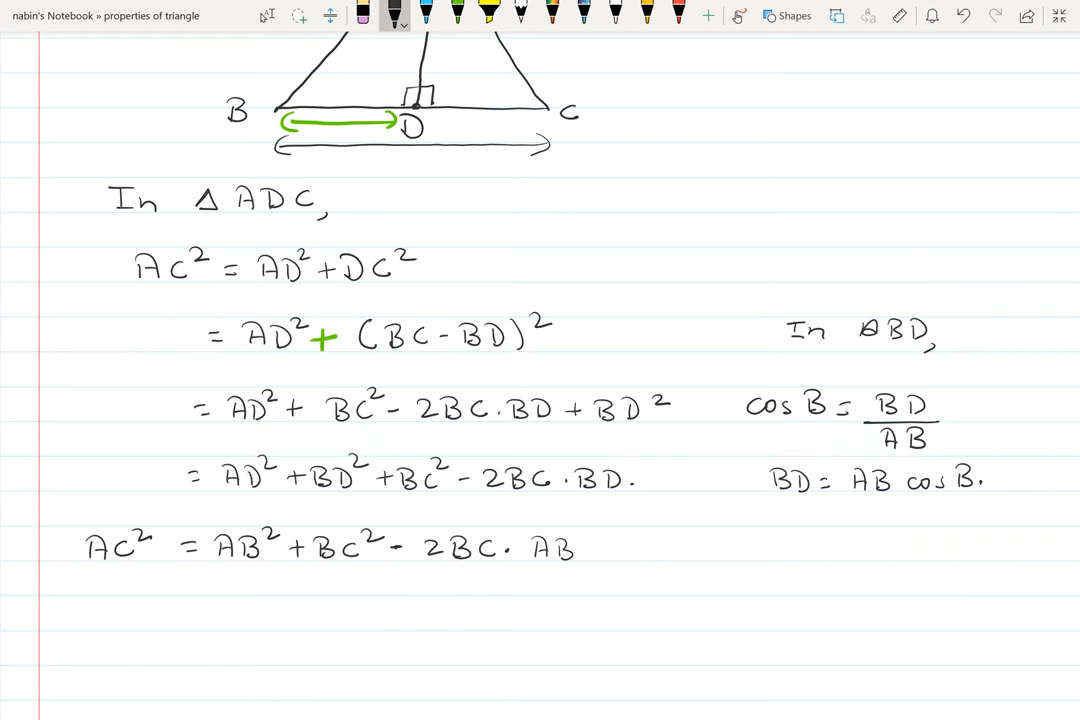 nabin's Notebook » properties of triangle
Shapes
B D C
In Δ ADC,
AC² = AD² + DC²
= AD² + (BC - BD)²
= AD² + BC² - 2BC . BD + BD²
= AD² + BD² + BC² - 2BC . BD.
AC² = AB² + BC² - 2BC . AB
In ΔBD,
cos B = BD/AB
BD = AB cos B.